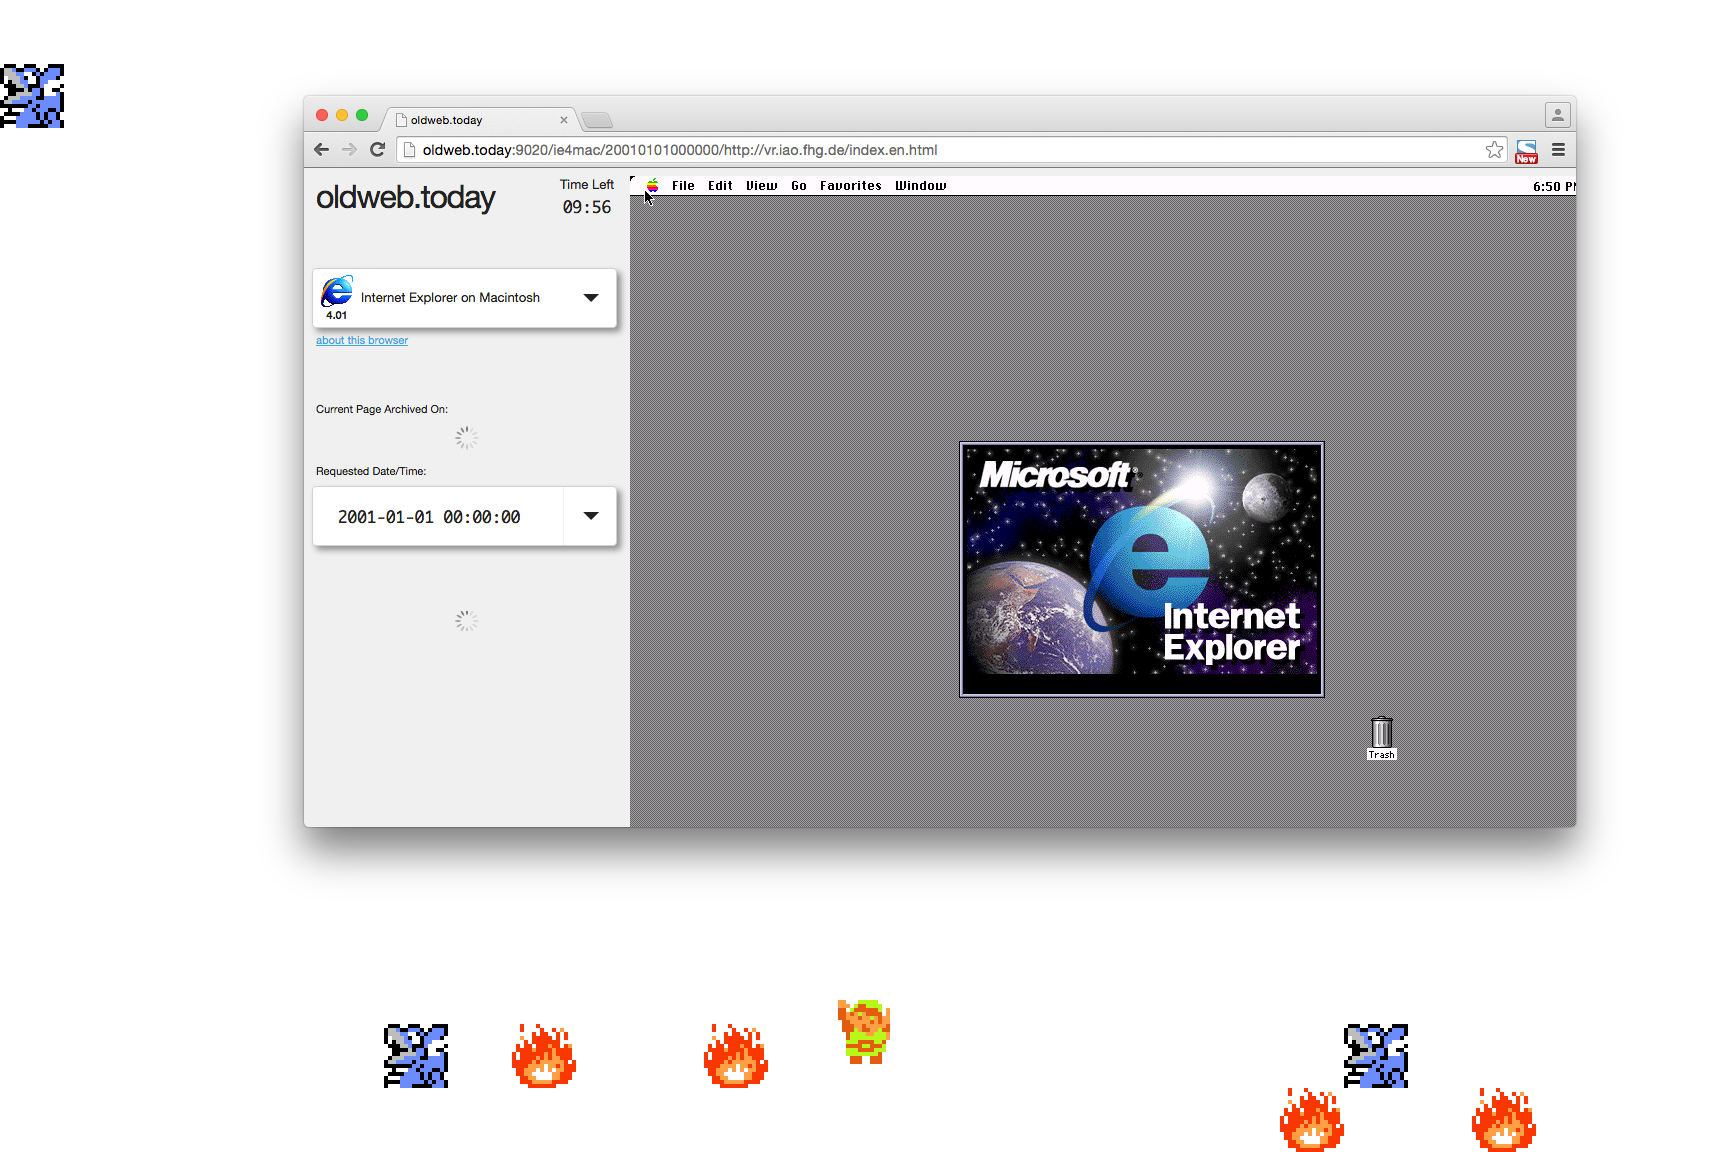 oldweb.today
oldweb.today:9020/ie4mac/20010101000000/http://vr.iao.fhg.de/index.en.html
New
oldweb.today
Time Left
09:56
File Edit View Go Favorites Window
6:50 PM
Internet Explorer on Macintosh
4.01
about this browser
Current Page Archived On:
Requested Date/Time:
2001-01-01 00:00:00
Microsoft®
Internet
Explorer
Trash